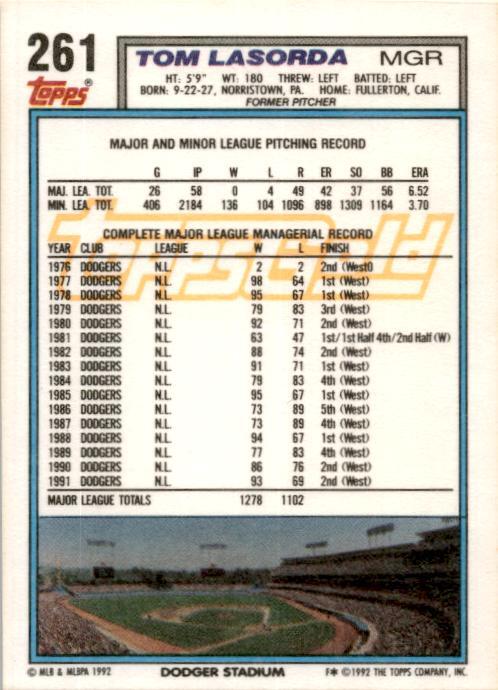 261
Topps®
TOM LASORDA MGR
HT: 5'9" WT: 180 THREW: LEFT BATTED: LEFT
BORN: 9-22-27, NORRISTOWN, PA. HOME: FULLERTON, CALIF.
FORMER PITCHER
MAJOR AND MINOR LEAGUE PITCHING RECORD
G IP W L R ER SO BB ERA
MAJ. LEA. TOT. 26 58 0 4 49 42 37 56 6.52
MIN. LEA. TOT. 406 2184 136 104 1096 898 1309 1164 3.70
ToppsGold
COMPLETE MAJOR LEAGUE MANAGERIAL RECORD
YEAR CLUB LEAGUE W L FINISH
1976 DODGERS N.L. 2 2 2nd (West0
1977 DODGERS N.L. 98 64 1st (West)
1978 DODGERS N.L. 95 67 1st (West)
1979 DODGERS N.L. 79 83 3rd (West)
1980 DODGERS N.L. 92 71 2nd (West)
1981 DODGERS N.L. 63 47 1st/1st Half 4th/2nd Half (W)
1982 DODGERS N.L. 88 74 2nd (West)
1983 DODGERS N.L. 91 71 1st (West)
1984 DODGERS N.L. 79 83 4th (West)
1985 DODGERS N.L. 95 67 1st (West)
1986 DODGERS N.L. 73 89 5th (West)
1987 DODGERS N.L. 73 89 4th (West)
1988 DODGERS N.L. 94 67 1st (West)
1989 DODGERS N.L. 77 83 4th (West)
1990 DODGERS N.L. 86 76 2nd (West)
1991 DODGERS N.L. 93 69 2nd (West)
MAJOR LEAGUE TOTALS 1278 1102
© MLB & MLBPA 1992 DODGER STADIUM F* © 1992 THE TOPPS COMPANY, INC.